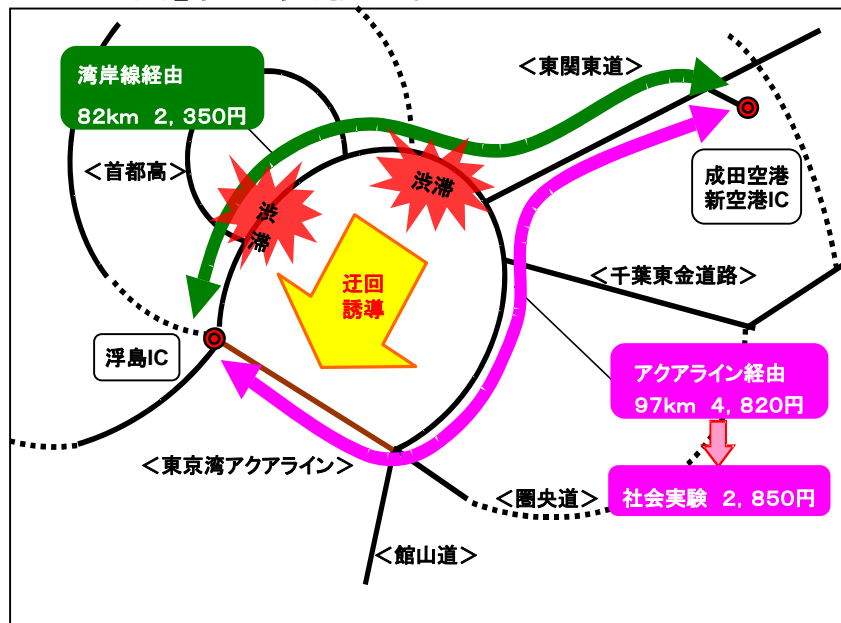 湾岸線経由
82km 2,350円
＜東関東道＞
＜首都高＞
渋滞
渋
滞
成田空港
新空港IC
迂回
誘導
＜千葉東金道路＞
浮島IC
アクアライン経由
97km 4,820円
＜東京湾アクアライン＞
＜圏央道＞
社会実験 2,850円
＜館山道＞